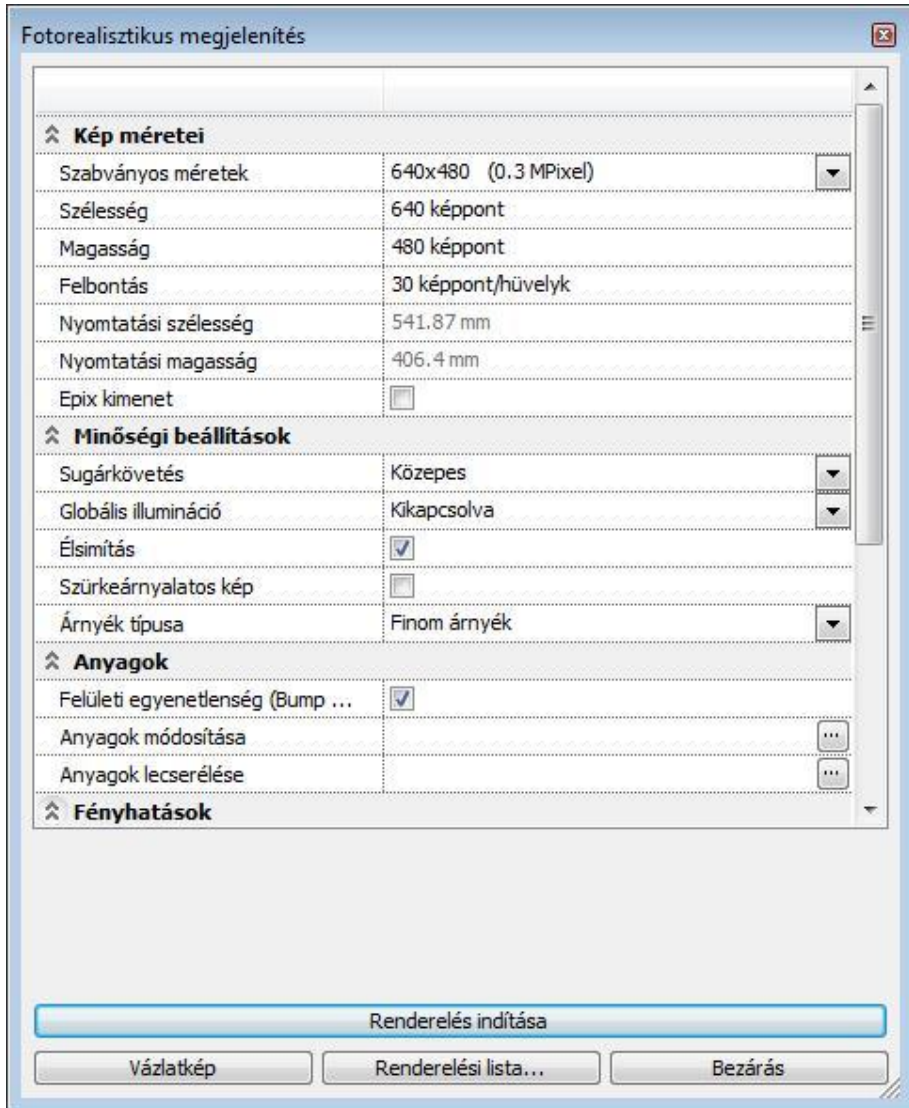 Fotorealisztikus megjelenítés
Kép méretei
Szabványos méretek 640x480 (0.3 MPixel)
Szélesség 640 képpont
Magasság 480 képpont
Felbontás 30 képpont/hüvelyk
Nyomtatási szélesség 541.87 mm
Nyomtatási magasság 406.4 mm
Epix kimenet
Minőségi beállítások
Sugárkövetés Közepes
Globális illumináció Kikapcsolva
Élsimítás
Szürkeárnyalatos kép
Árnyék típusa Finom árnyék
Anyagok
Felületi egyenetlenség (Bump ...
Anyagok módosítása ...
Anyagok lecserélése ...
Fényhatások
Renderelés indítása
Vázlatkép Renderelési lista... Bezárás